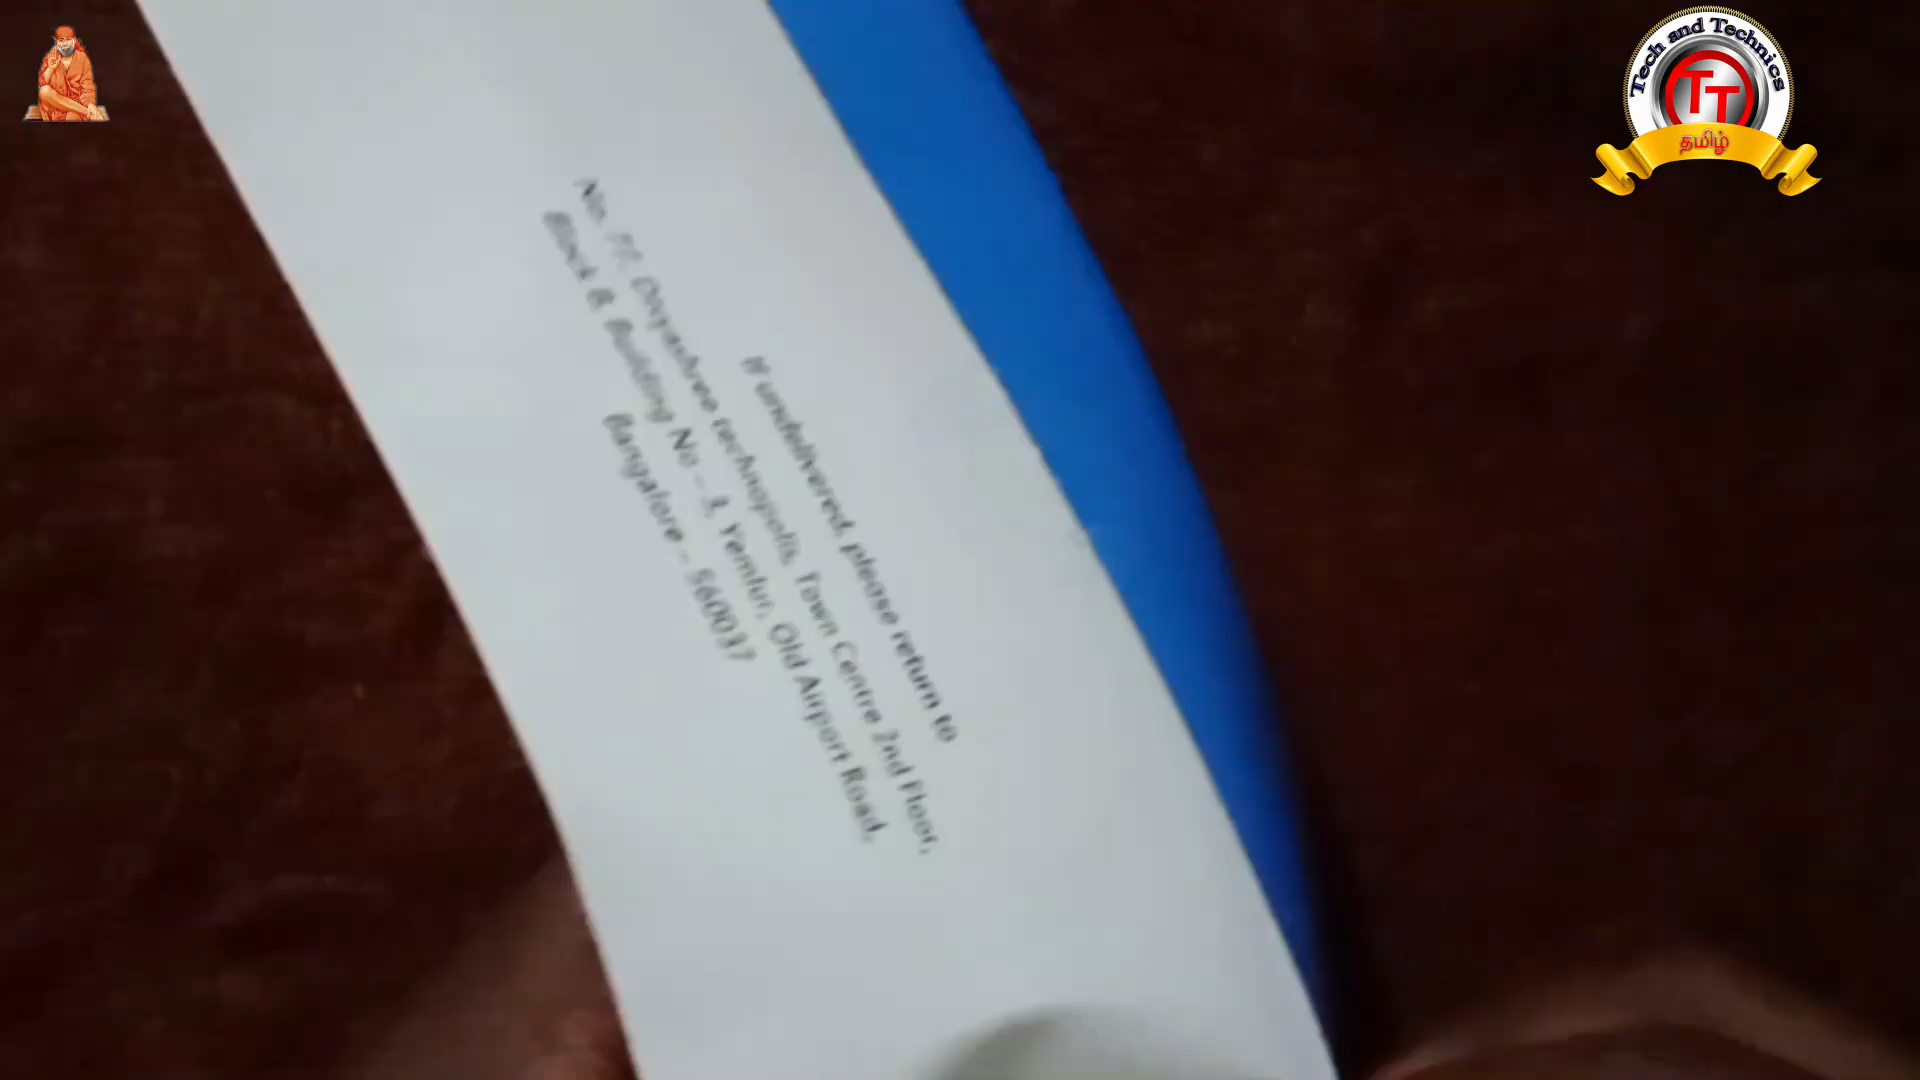 Tech and Technics
TT
தமிழ்
If undelivered, please return to
No. 77, Divyashree technopolis, Town Centre 2nd Floor,
Block B, Building No – 3, Yemlur, Old Airport Road,
Bangalore – 560037